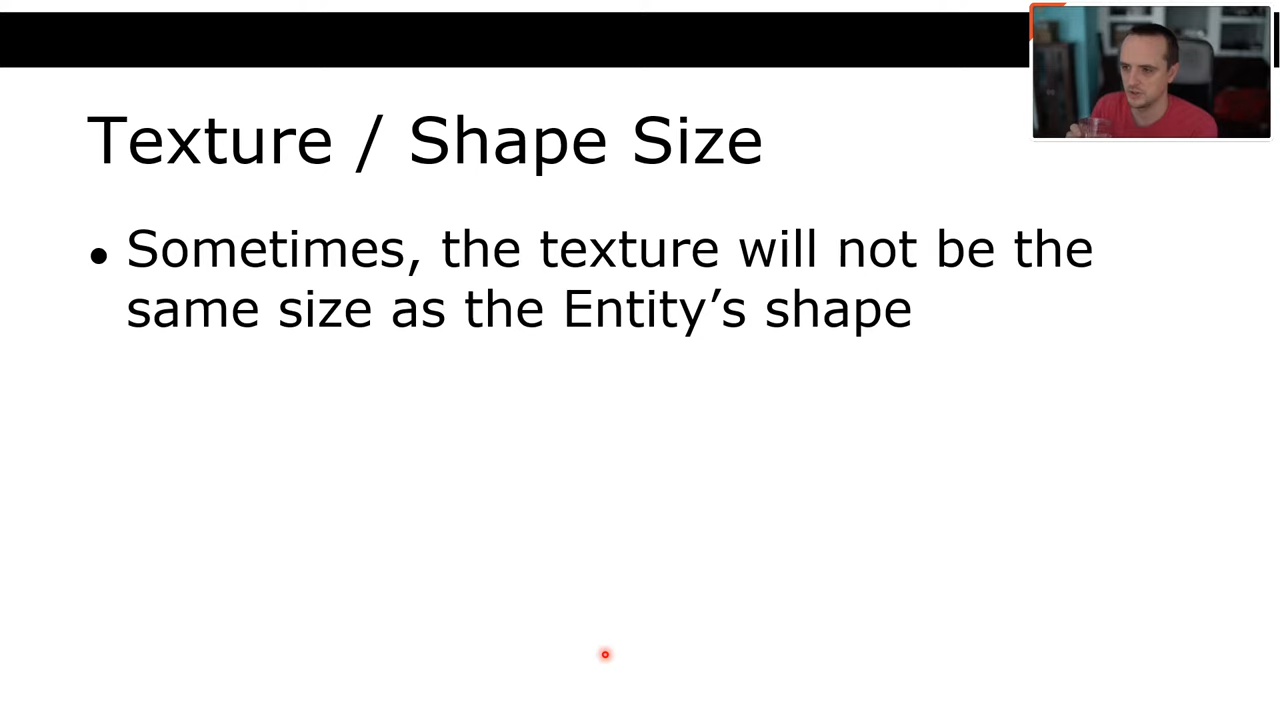 Texture / Shape Size
● Sometimes, the texture will not be the
same size as the Entity’s shape